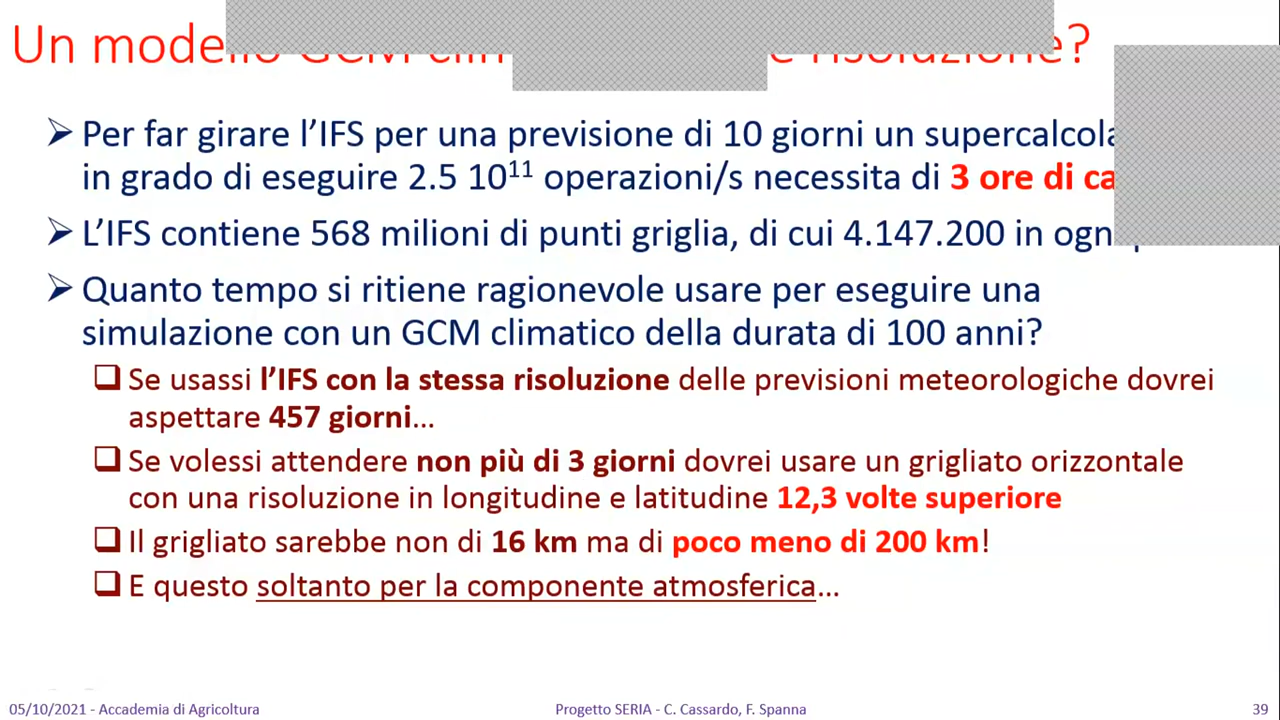 Un modello GCM e risoluzione?
Per far girare l’IFS per una previsione di 10 giorni un
in grado di eseguire 2.5 10¹¹ operazioni/s necessita di 3 ore di
L’IFS contiene 568 milioni di punti griglia, di cui 4.147.200 in
Quanto tempo si ritiene ragionevole usare per eseguire una
simulazione con un GCM climatico della durata di 100 anni?
Se usassi l’IFS con la stessa risoluzione delle previsioni meteorologiche dovrei
aspettare 457 giorni…
Se volessi attendere non più di 3 giorni dovrei usare un grigliato orizzontale
con una risoluzione in longitudine e latitudine 12,3 volte superiore
Il grigliato sarebbe non di 16 km ma di poco meno di 200 km!
E questo soltanto per la componente atmosferica…
05/10/2021 - Accademia di Agricoltura
Progetto SERIA - C. Cassardo, F. Spanna
39